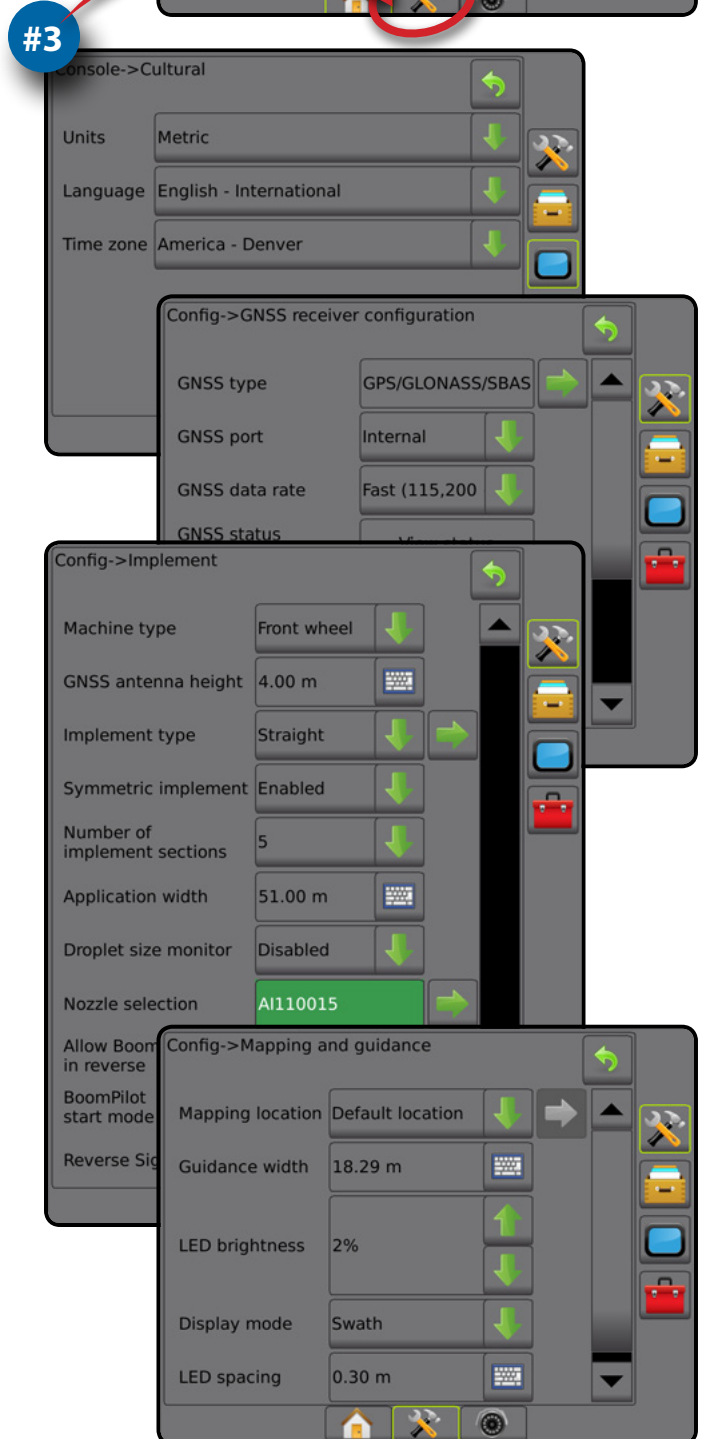 #3
Console->Cultural
Units Metric
Language English - International
Time zone America - Denver
Config->GNSS receiver configuration
GNSS type GPS/GLONASS/SBAS
GNSS port Internal
GNSS data rate Fast (115,200
GNSS status View status
Config->Implement
Machine type Front wheel
GNSS antenna height 4.00 m
Implement type Straight
Symmetric implement Enabled
Number of
implement sections 5
Application width 51.00 m
Droplet size monitor Disabled
Nozzle selection AI110015
Allow Boom
in reverse
BoomPilot
start mode
Reverse Sig
Config->Mapping and guidance
Mapping location Default location
Guidance width 18.29 m
LED brightness 2%
Display mode Swath
LED spacing 0.30 m